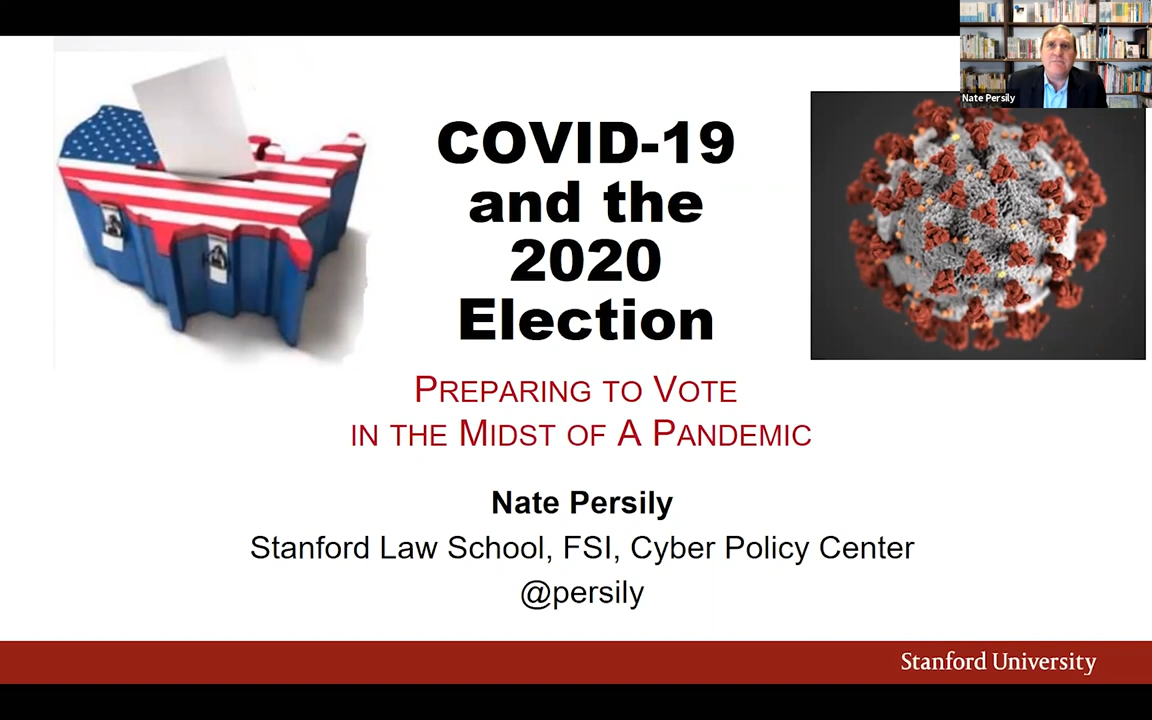 Nate Persily
COVID-19
and the
2020
Election
PREPARING TO VOTE
IN THE MIDST OF A PANDEMIC
Nate Persily
Stanford Law School, FSI, Cyber Policy Center
@persily
Stanford University